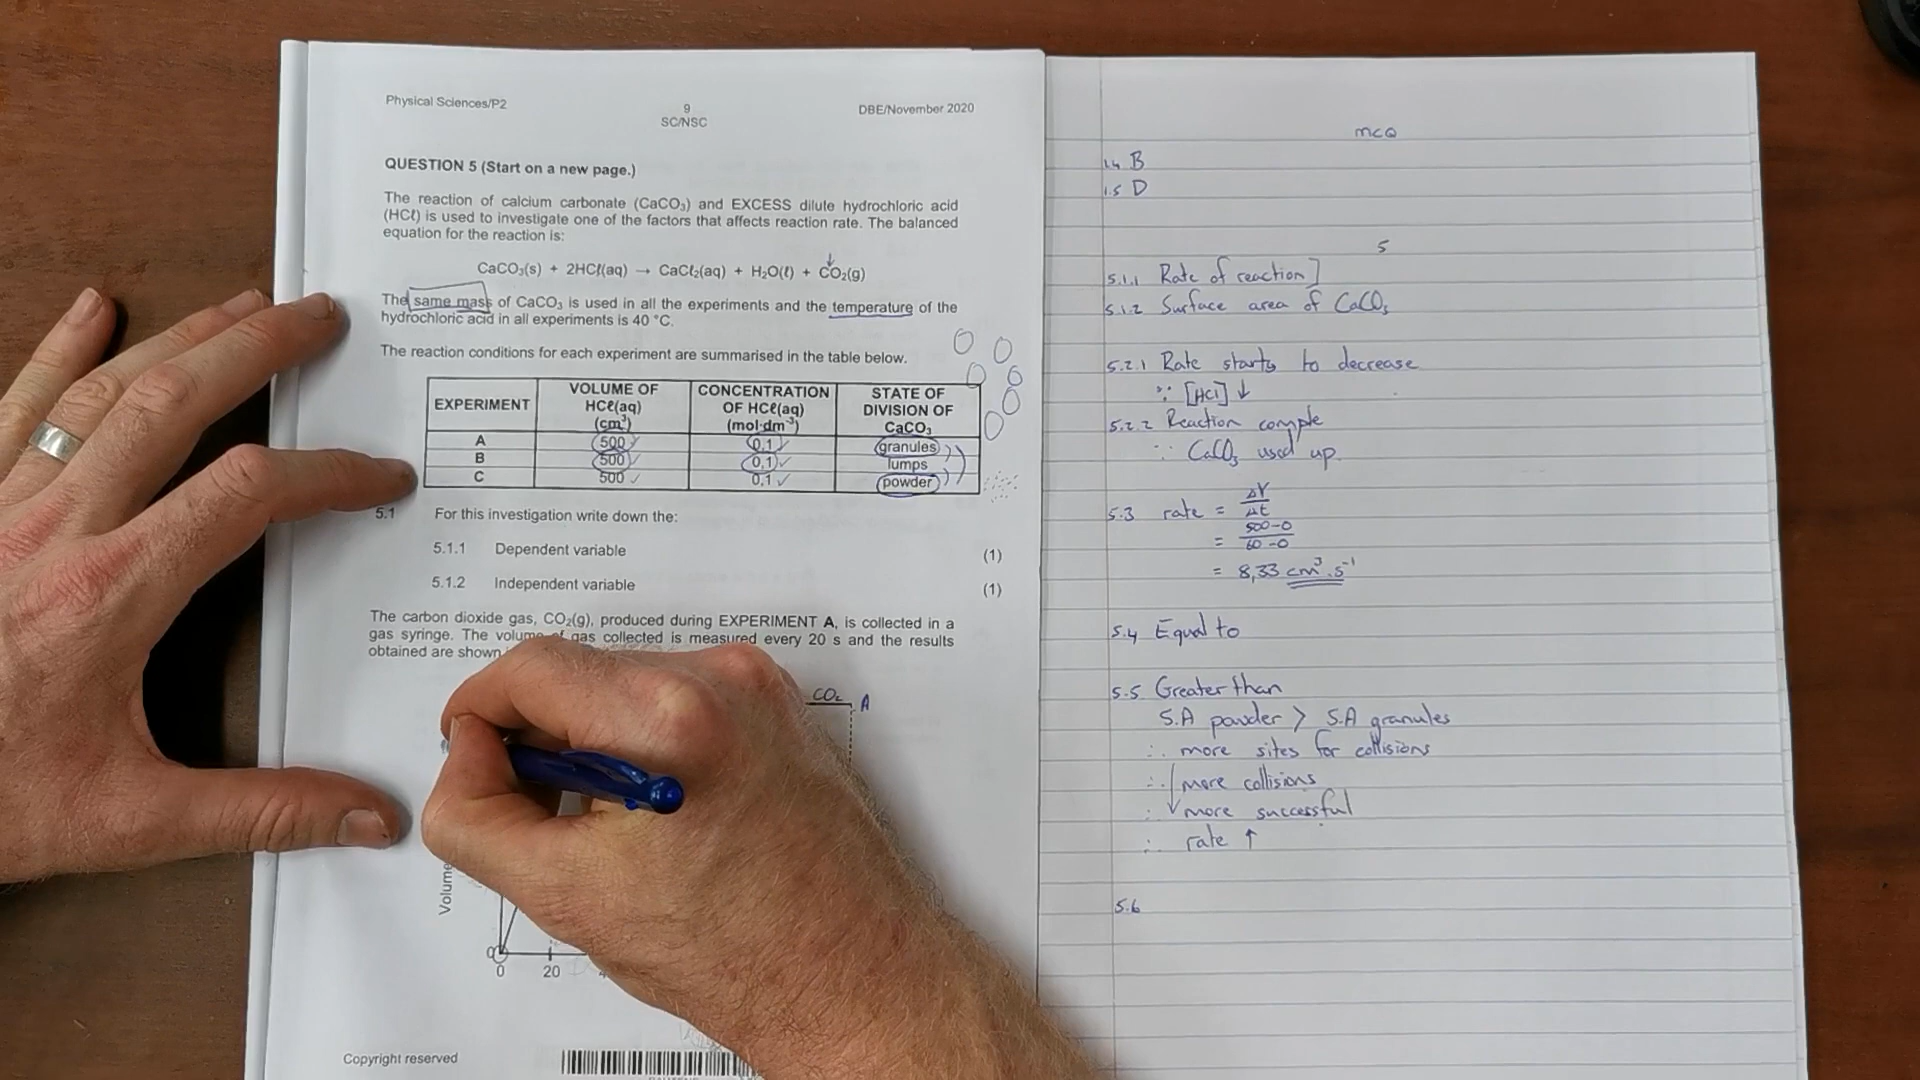 Physical Sciences/P2
9
SC/NSC
DBE/November 2020
QUESTION 5 (Start on a new page.)
The reaction of calcium carbonate (CaCO₃) and EXCESS dilute hydrochloric acid
(HCℓ) is used to investigate one of the factors that affects reaction rate. The balanced
equation for the reaction is:
CaCO₃(s) + 2HCℓ(aq) → CaCℓ₂(aq) + H₂O(ℓ) + CO₂(g)
The same mass of CaCO₃ is used in all the experiments and the temperature of the
hydrochloric acid in all experiments is 40 °C.
The reaction conditions for each experiment are summarised in the table below.
EXPERIMENT
VOLUME OF
HCℓ(aq)
(cm³)
CONCENTRATION
OF HCℓ(aq)
(mol·dm⁻³)
STATE OF
DIVISION OF
CaCO₃
A 500 ✓ 0,1 ✓ granules
B 500 ✓ 0,1 ✓ lumps
C 500 ✓ 0,1 ✓ powder
5.1 For this investigation write down the:
5.1.1 Dependent variable (1)
5.1.2 Independent variable (1)
The carbon dioxide gas, CO₂(g), produced during EXPERIMENT A, is collected in a
gas syringe. The volume of gas collected is measured every 20 s and the results
obtained are shown
CO₂ A
Volume
0
0 20
Copyright reserved
MCQ
1.4 B
1.5 D
5
5.1.1 Rate of reaction]
5.1.2 Surface area of CaCO₃
5.2.1 Rate starts to decrease
∵ [HCl] ↓
5.2.2 Reaction comple
∵ CaCO₃ used up.
5.3 rate = ΔV/Δt
= 500-0/60-0
= 8,33 cm³.s⁻¹
5.4 Equal to
5.5 Greater than
S.A powder > S.A granules
∴ more sites for collisions
∴ more collisions
∴ more successful
∴ rate ↑
5.6